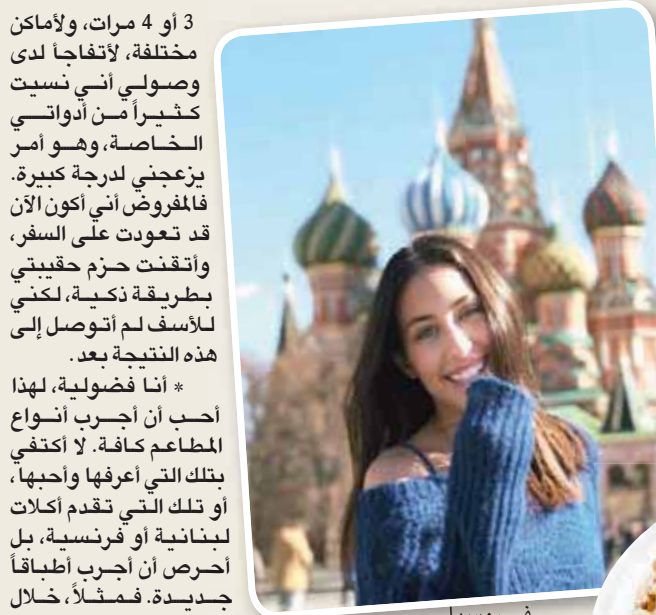 3 أو 4 مرات، ولأماكن
مختلفة، لأتفاجأ لدى
وصولي أني نسيت
كثيراً من أدواتي
الخاصة، وهو أمر
يزعجني لدرجة كبيرة.
فالمفروض أني أكون الآن
قد تعودت على السفر،
وأتقنت حزم حقيبتي
بطريقة ذكية، لكني
للأسف لم أتوصل إلى
هذه النتيجة بعد.
* أنا فضولية، لهذا
أحب أن أجرب أنواع
المطاعم كافة. لا أكتفي
بتلك التي أعرفها وأحبها،
أو تلك التي تقدم أكلات
لبنانية أو فرنسية، بل
أحرص أن أجرب أطباقاً
جديدة. فمثلاً، خلال